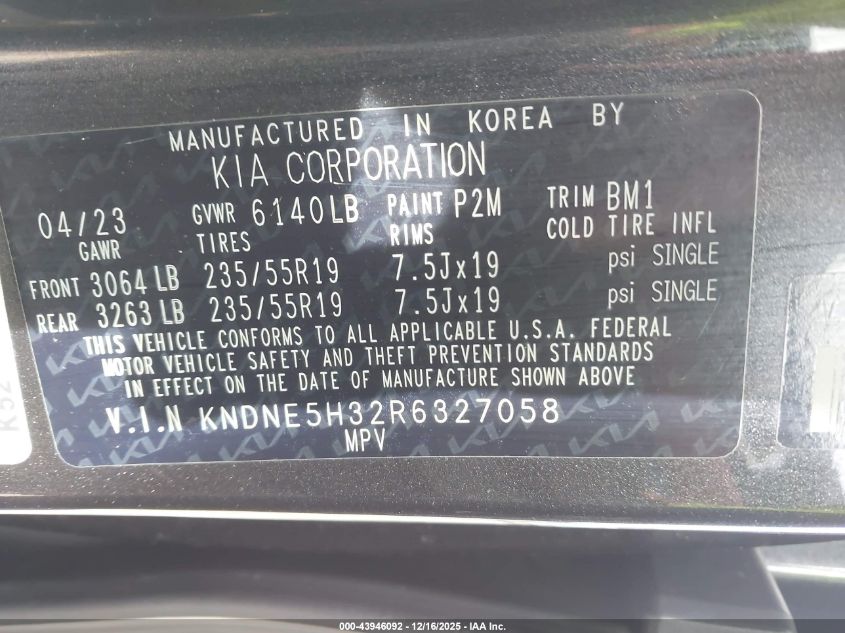 MANUFACTURED IN KOREA BY
KIA CORPORATION
04/23 GVWR 6140LB PAINT P2M TRIM BM1
GAWR TIRES RIMS COLD TIRE INFL
FRONT 3064 LB 235/55R19 7.5Jx19 psi SINGLE
REAR 3263 LB 235/55R19 7.5Jx19 psi SINGLE
THIS VEHICLE CONFORMS TO ALL APPLICABLE U.S.A. FEDERAL
MOTOR VEHICLE SAFETY AND THEFT PREVENTION STANDARDS
IN EFFECT ON THE DATE OF MANUFACTURE SHOWN ABOVE
V.I.N KNDNE5H32R6327058
MPV
K52
000-43946092 - 12/16/2025 - IAA Inc.